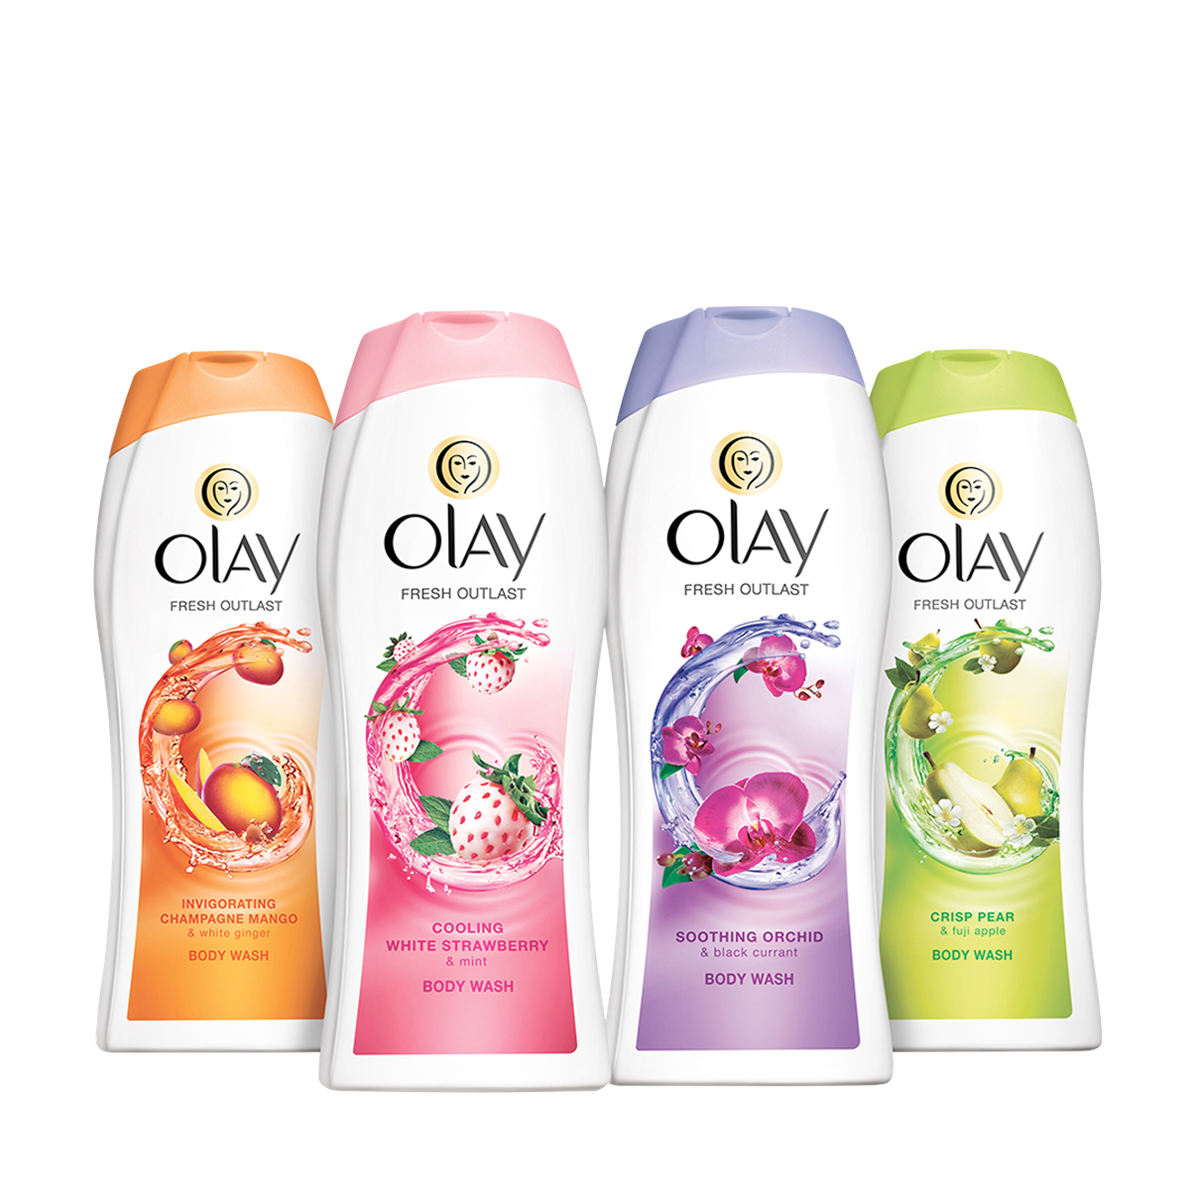 OLAY
FRESH OUTLAST
INVIGORATING
CHAMPAGNE MANGO
& white ginger
BODY WASH
OLAY
FRESH OUTLAST
COOLING
WHITE STRAWBERRY
& mint
BODY WASH
OLAY
FRESH OUTLAST
SOOTHING ORCHID
& black currant
BODY WASH
OLAY
FRESH OUTLAST
CRISP PEAR
& fuji apple
BODY WASH